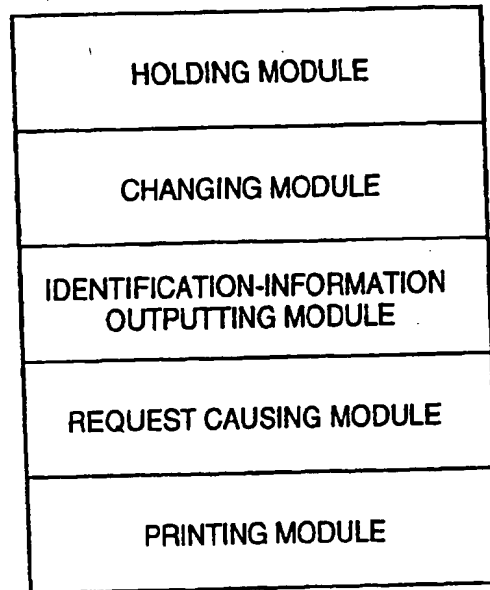 HOLDING MODULE
CHANGING MODULE
IDENTIFICATION-INFORMATION
OUTPUTTING MODULE
REQUEST CAUSING MODULE
PRINTING MODULE